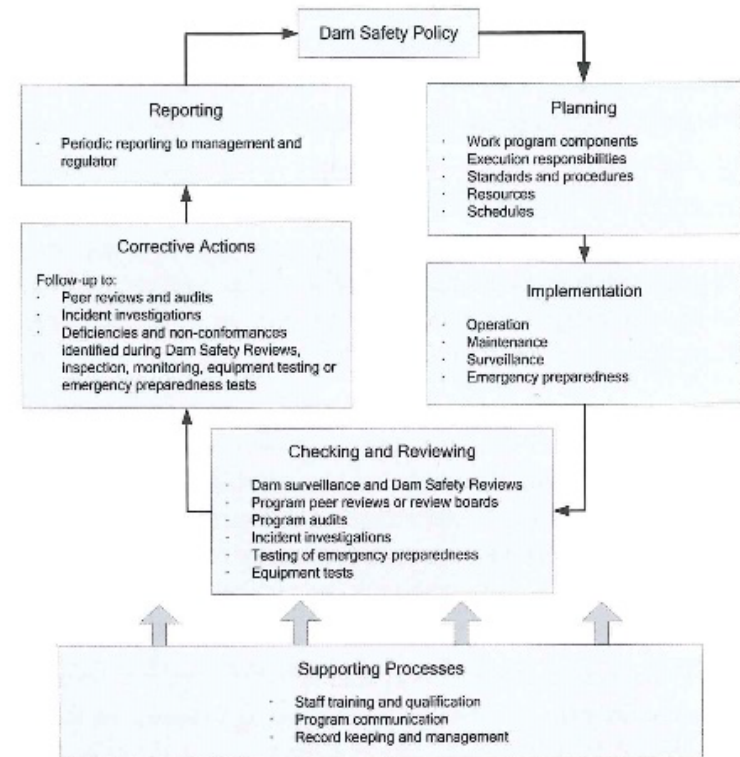 Dam Safety Policy
Planning
· Work program components
· Execution responsibilities
· Standards and procedures
· Resources
· Schedules
Implementation
· Operation
· Maintenance
· Surveillance
· Emergency preparedness
Checking and Reviewing
· Dam surveillance and Dam Safety Reviews
· Program peer reviews or review boards
· Program audits
· Incident investigations
· Testing of emergency preparedness
· Equipment tests
Corrective Actions
Follow-up to:
· Peer reviews and audits
· Incident investigations
· Deficiencies and non-conformances
identified during Dam Safety Reviews,
inspection, monitoring, equipment testing or
emergency preparedness tests
Reporting
· Periodic reporting to management and
regulator
Supporting Processes
· Staff training and qualification
· Program communication
· Record keeping and management